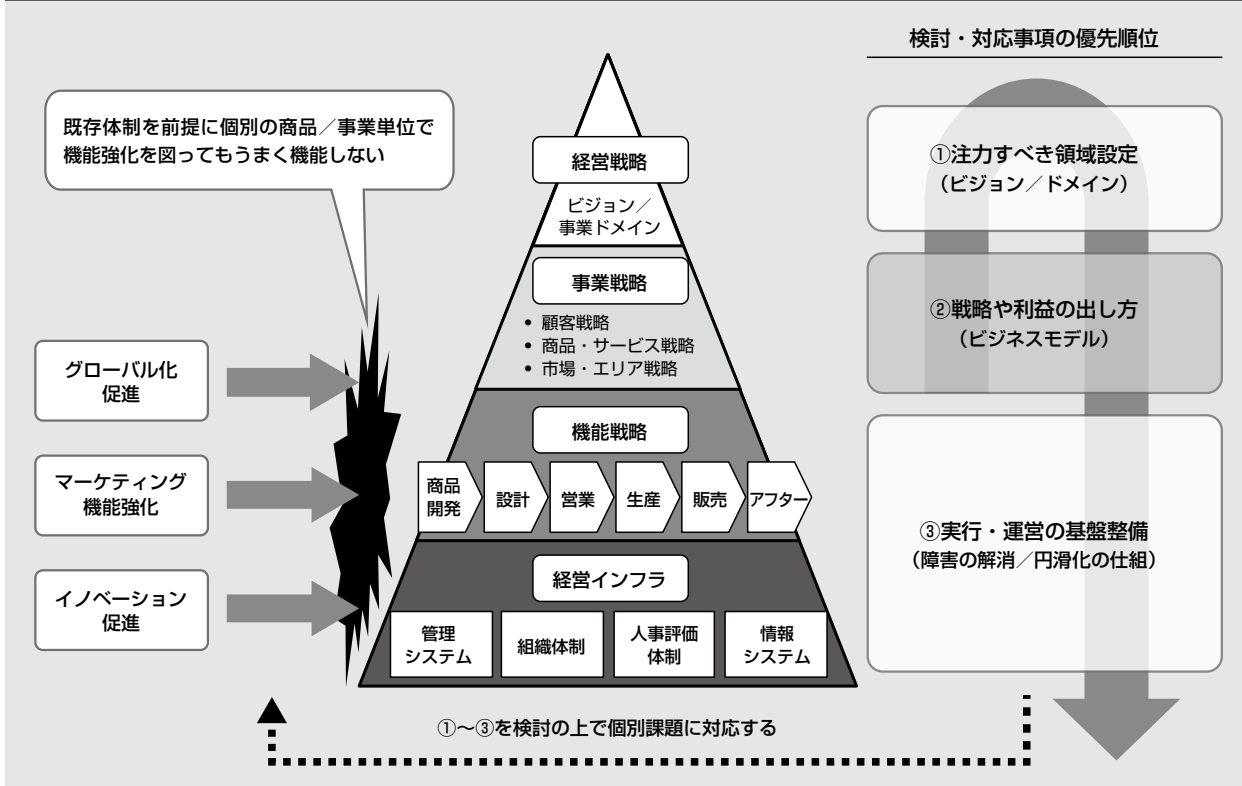 検討・対応事項の優先順位
既存体制を前提に個別の商品／事業単位で
機能強化を図ってもうまく機能しない
グローバル化
促進
マーケティング
機能強化
イノベーション
促進
経営戦略
ビジョン／
事業ドメイン
事業戦略
• 顧客戦略
• 商品・サービス戦略
• 市場・エリア戦略
機能戦略
商品
開発
設計
営業
生産
販売
アフター
経営インフラ
管理
システム
組織体制
人事評価
体制
情報
システム
①注力すべき領域設定
（ビジョン／ドメイン）
②戦略や利益の出し方
（ビジネスモデル）
③実行・運営の基盤整備
（障害の解消／円滑化の仕組）
①～③を検討の上で個別課題に対応する